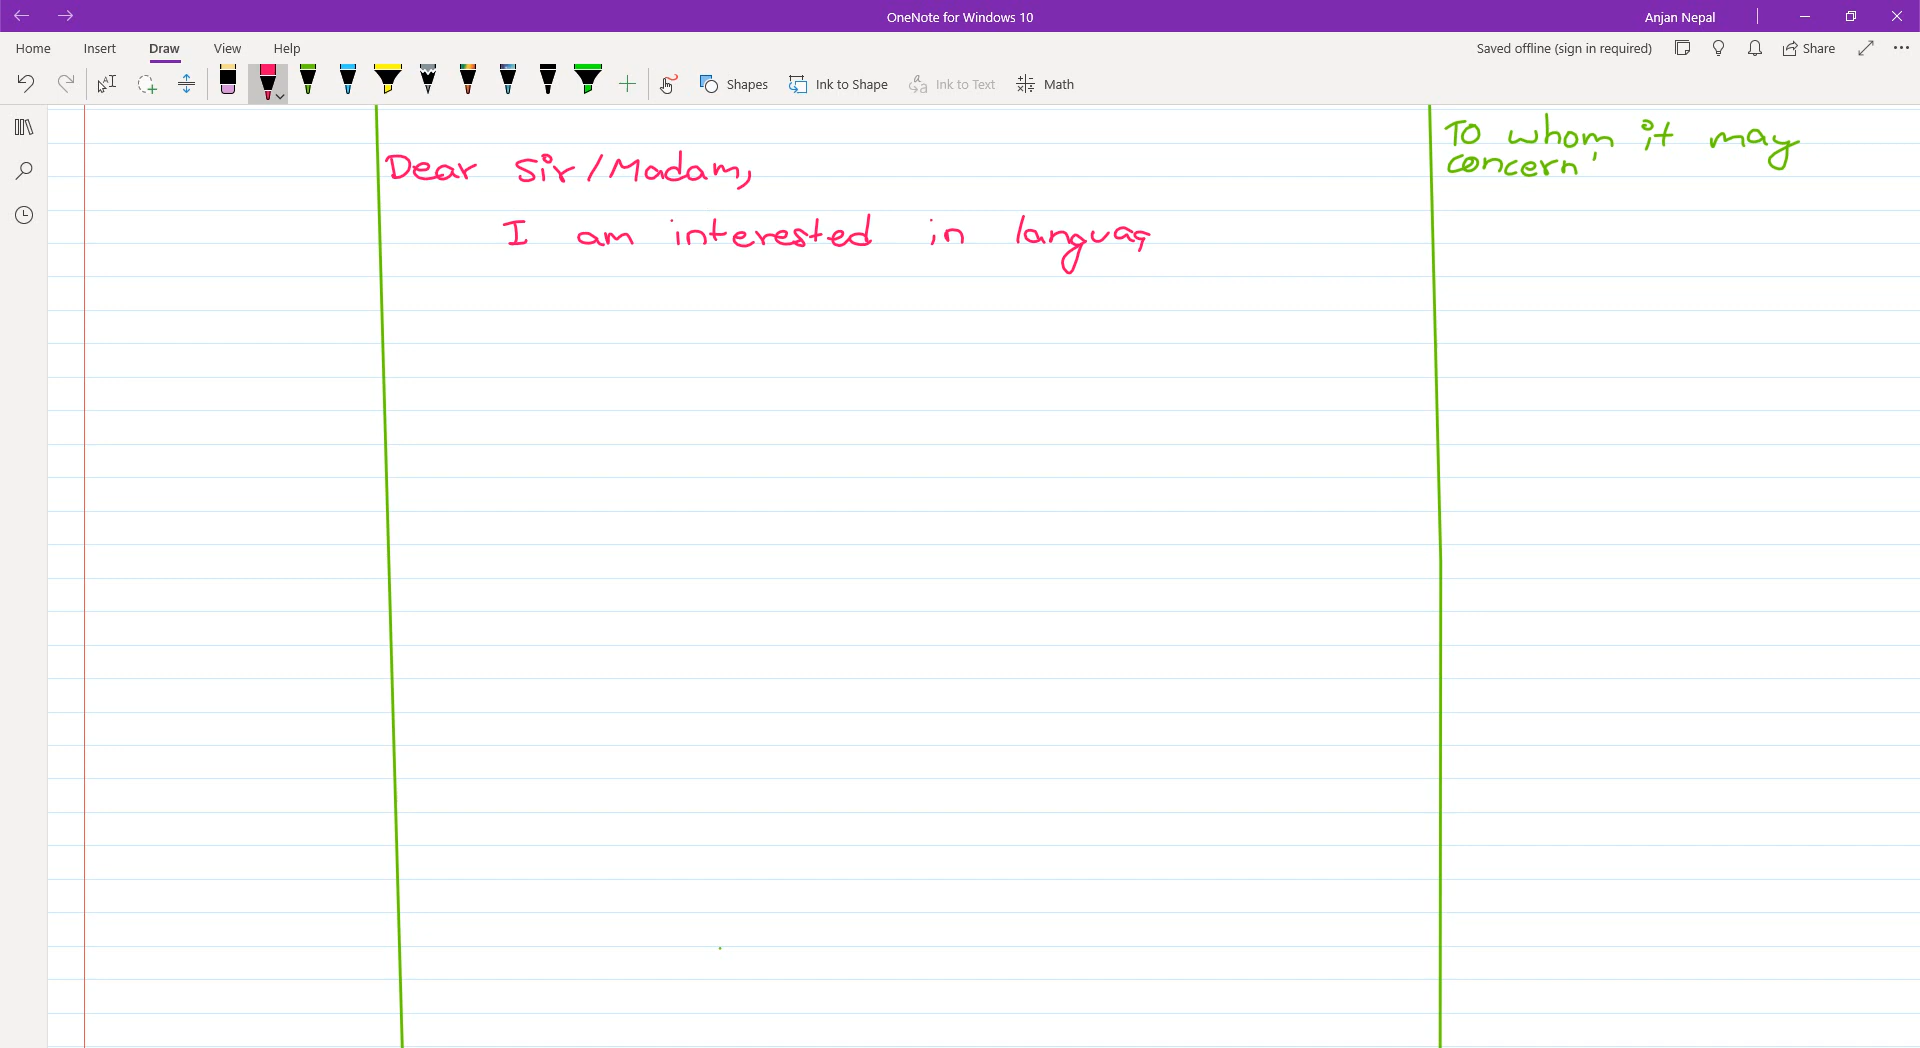 OneNote for Windows 10
Anjan Nepal
Home Insert Draw View Help
Saved offline (sign in required)
Share
Shapes
Ink to Shape
Ink to Text
Math
Dear Sir/Madam,
I am interested in languag
To whom it may
concern'